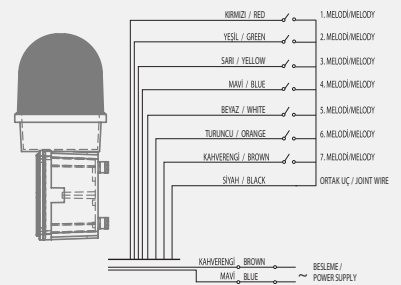 KIRMIZI / RED 1. MELODİ/MELODY
YEŞİL / GREEN 2. MELODİ/MELODY
SARI / YELLOW 3. MELODİ/MELODY
MAVİ / BLUE 4. MELODİ/MELODY
BEYAZ / WHITE 5. MELODİ/MELODY
TURUNCU / ORANGE 6. MELODİ/MELODY
KAHVERENGİ / BROWN 7. MELODİ/MELODY
SİYAH / BLACK ORTAK UÇ / JOINT WIRE
KAHVERENGİ BROWN BESLEME /
MAVİ BLUE ~ POWER SUPPLY